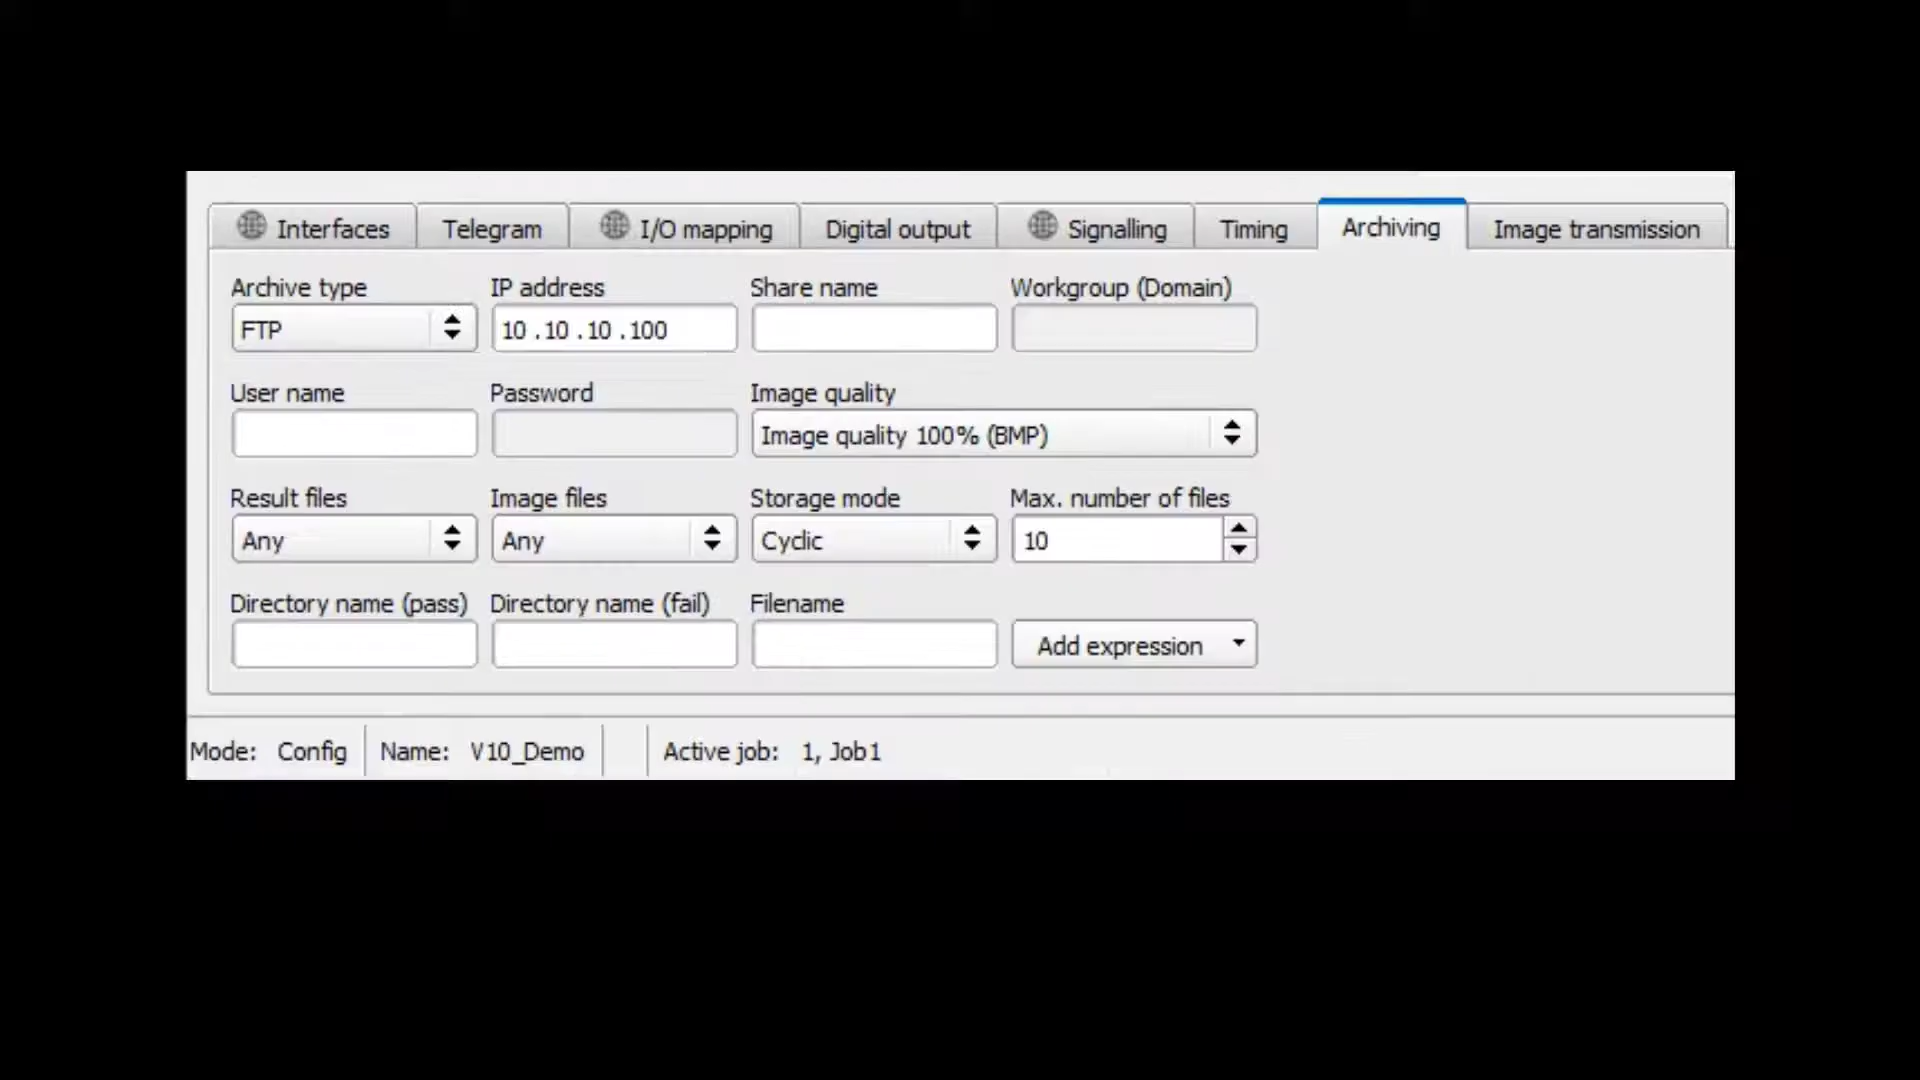 Interfaces Telegram I/O mapping Digital output Signalling Timing Archiving Image transmission
Archive type IP address Share name Workgroup (Domain)
FTP 10 .10 .10 .100
User name Password Image quality
Image quality 100% (BMP)
Result files Image files Storage mode Max. number of files
Any Any Cyclic 10
Directory name (pass) Directory name (fail) Filename
Add expression
Mode: Config Name: V10_Demo Active job: 1, Job1